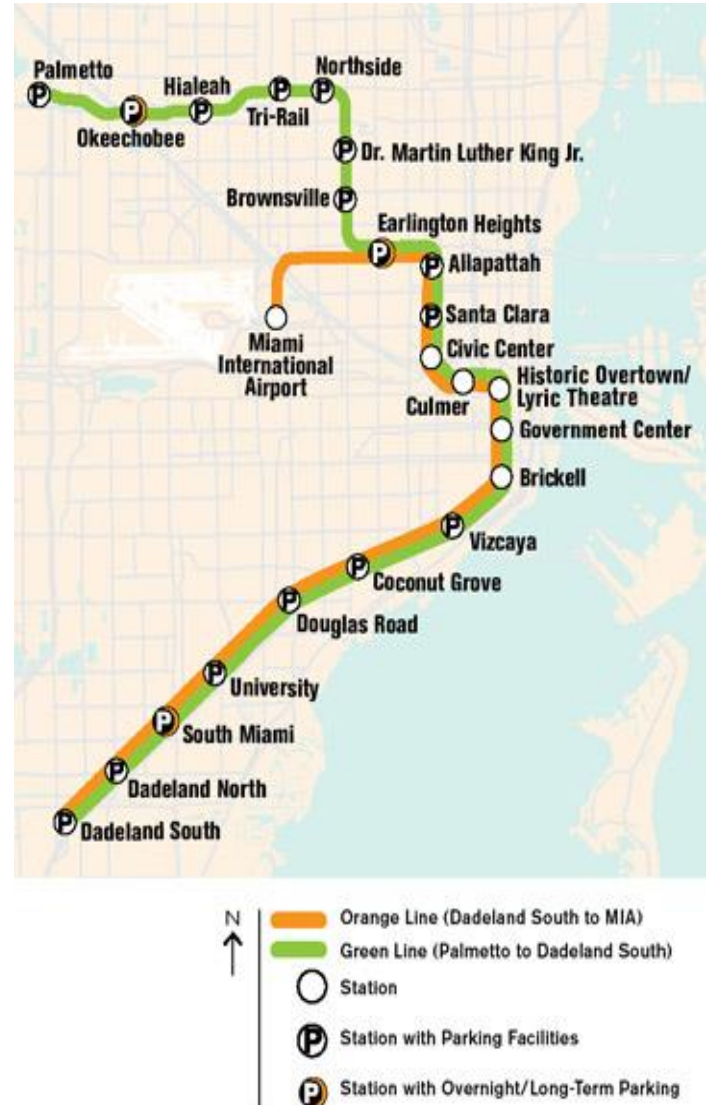 Palmetto
Okeechobee
Hialeah
Tri-Rail
Northside
Dr. Martin Luther King Jr.
Brownsville
Earlington Heights
Allapattah
Miami
International
Airport
Santa Clara
Civic Center
Culmer
Historic Overtown/
Lyric Theatre
Government Center
Brickell
Vizcaya
Coconut Grove
Douglas Road
University
South Miami
Dadeland North
Dadeland South
N
Orange Line (Dadeland South to MIA)
Green Line (Palmetto to Dadeland South)
Station
P Station with Parking Facilities
P Station with Overnight/Long-Term Parking